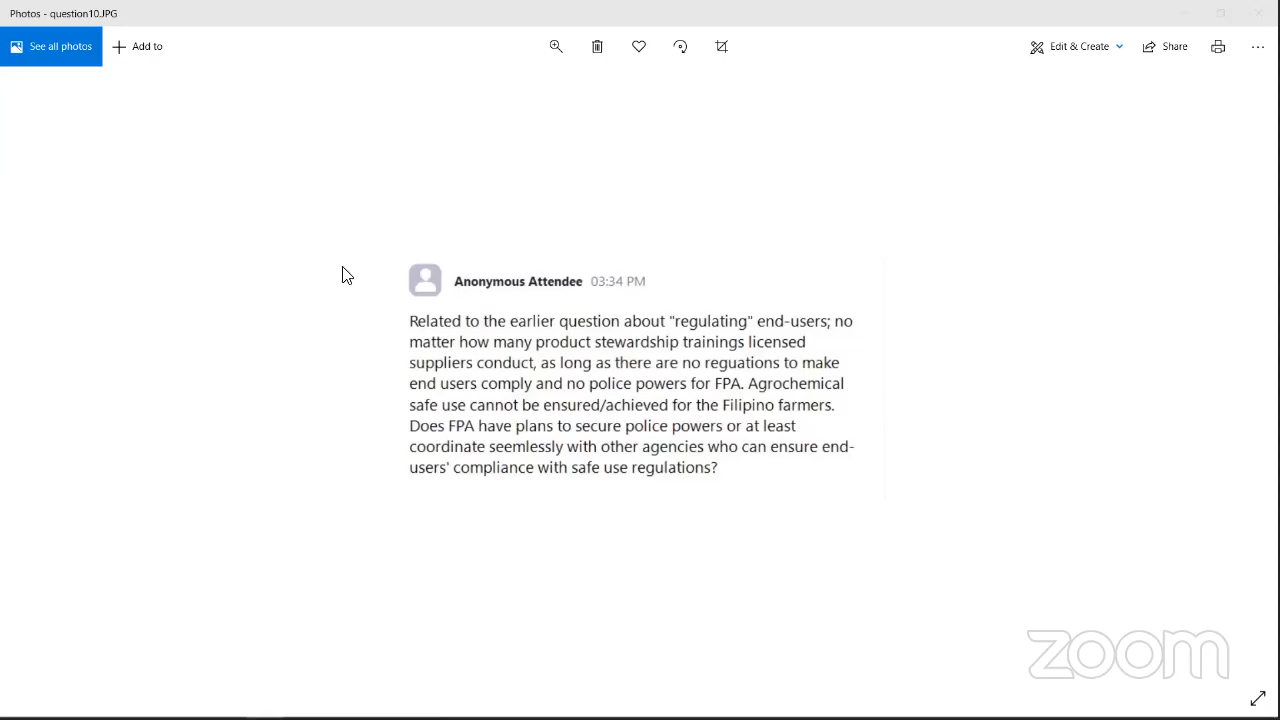 Photos - question10.JPG
See all photos
Add to
Edit & Create
Share
Anonymous Attendee 03:34 PM
Related to the earlier question about "regulating" end-users; no
matter how many product stewardship trainings licensed
suppliers conduct, as long as there are no reguations to make
end users comply and no police powers for FPA. Agrochemical
safe use cannot be ensured/achieved for the Filipino farmers.
Does FPA have plans to secure police powers or at least
coordinate seemlessly with other agencies who can ensure end-
users' compliance with safe use regulations?
zoom